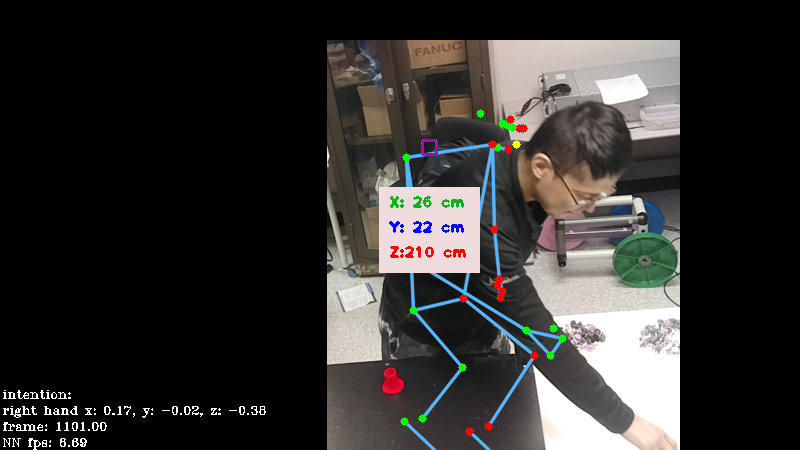 FANUC
X: 26 cm
Y: 22 cm
Z:210 cm
intention:
right hand x: 0.17, y: -0.02, z: -0.38
frame: 1101.00
NN fps: 6.69